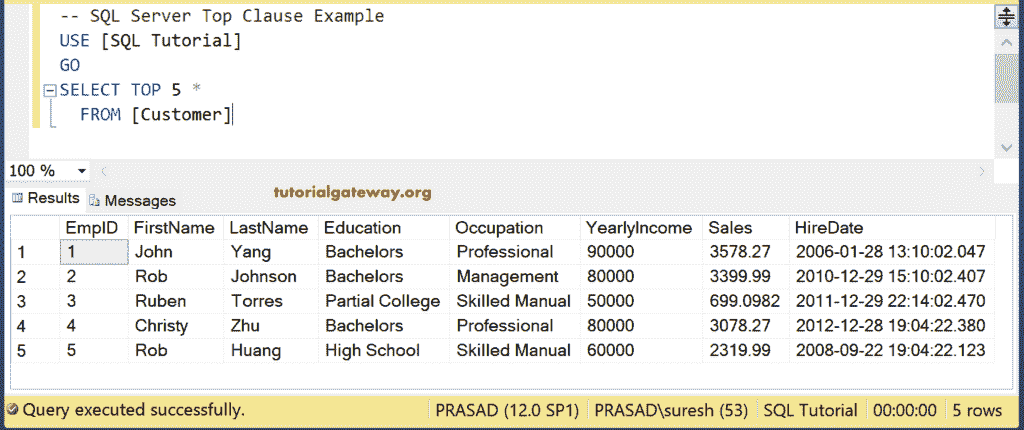 -- SQL Server Top Clause Example
USE [SQL Tutorial]
GO
SELECT TOP 5 *
FROM [Customer]
100 %
tutorialgateway.org
Results Messages
EmpID FirstName LastName Education Occupation YearlyIncome Sales HireDate
1 1 John Yang Bachelors Professional 90000 3578.27 2006-01-28 13:10:02.047
2 2 Rob Johnson Bachelors Management 80000 3399.99 2010-12-29 15:10:02.407
3 3 Ruben Torres Partial College Skilled Manual 50000 699.0982 2011-12-29 22:14:02.470
4 4 Christy Zhu Bachelors Professional 80000 3078.27 2012-12-28 19:04:22.380
5 5 Rob Huang High School Skilled Manual 60000 2319.99 2008-09-22 19:04:22.123
Query executed successfully. PRASAD (12.0 SP1) PRASAD\suresh (53) SQL Tutorial 00:00:00 5 rows